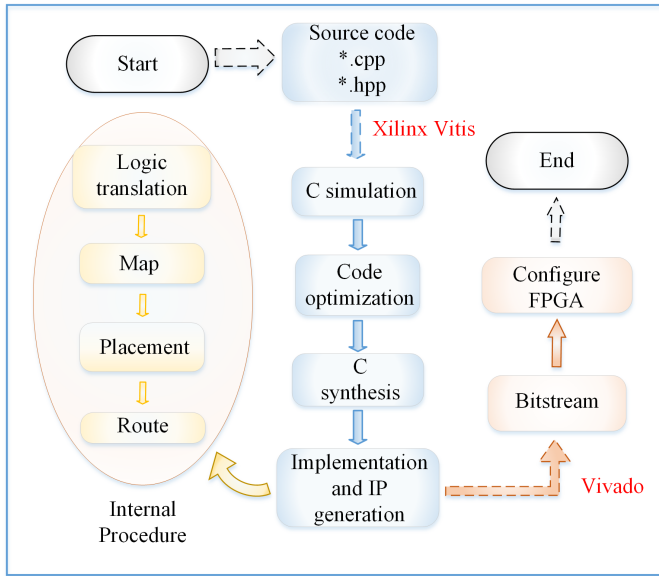 Start
Source code
*.cpp
*.hpp
Xilinx Vitis
C simulation
Code
optimization
C
synthesis
Implementation
and IP
generation
Logic
translation
Map
Placement
Route
Internal
Procedure
Vivado
Bitstream
Configure
FPGA
End